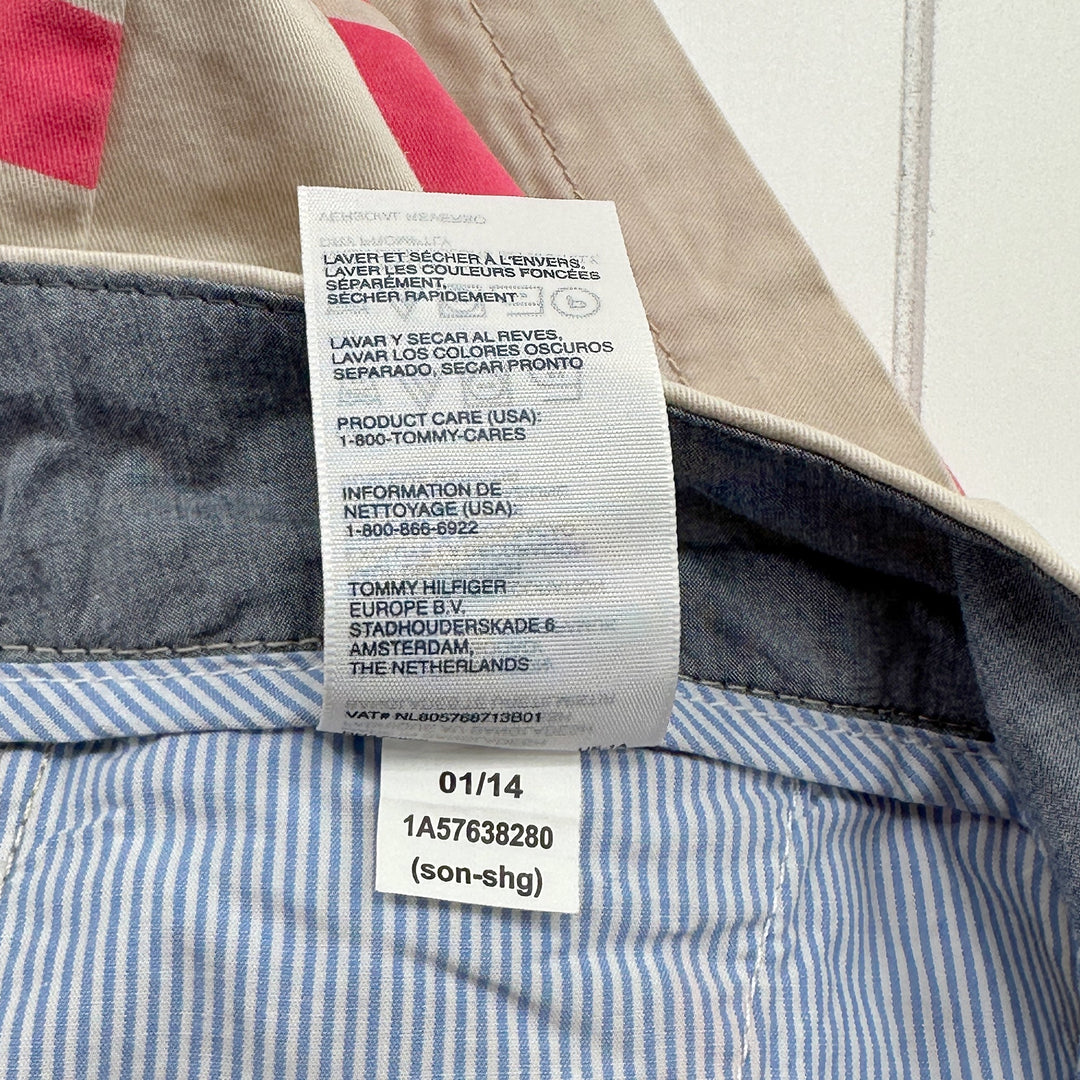 LAVER ET SÉCHER À L'ENVERS,
LAVER LES COULEURS FONCÉES
SÉPARÉMENT,
SÉCHER RAPIDEMENT
LAVAR Y SECAR AL REVES,
LAVAR LOS COLORES OSCUROS
SEPARADO, SECAR PRONTO
PRODUCT CARE (USA):
1-800-TOMMY-CARES
INFORMATION DE
NETTOYAGE (USA):
1-800-866-6922
TOMMY HILFIGER
EUROPE B.V.
STADHOUDERSKADE 6
AMSTERDAM,
THE NETHERLANDS
VAT# NL805768713B01
01/14
1A57638280
(son-shg)